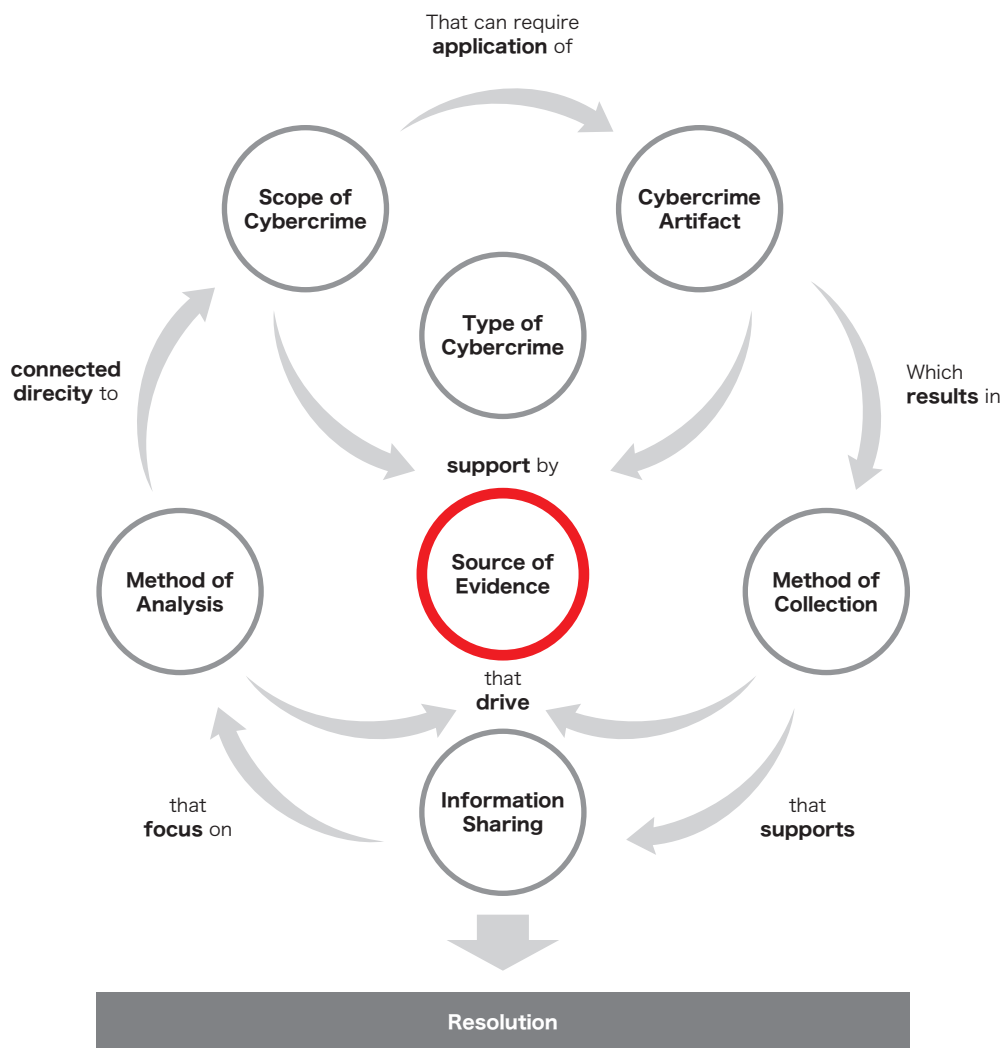 That can require
application of
Scope of
Cybercrime
Cybercrime
Artifact
Type of
Cybercrime
connected
direcity to
Which
results in
support by
Source of
Evidence
Method of
Analysis
Method of
Collection
that
drive
Information
Sharing
that
focus on
that
supports
Resolution